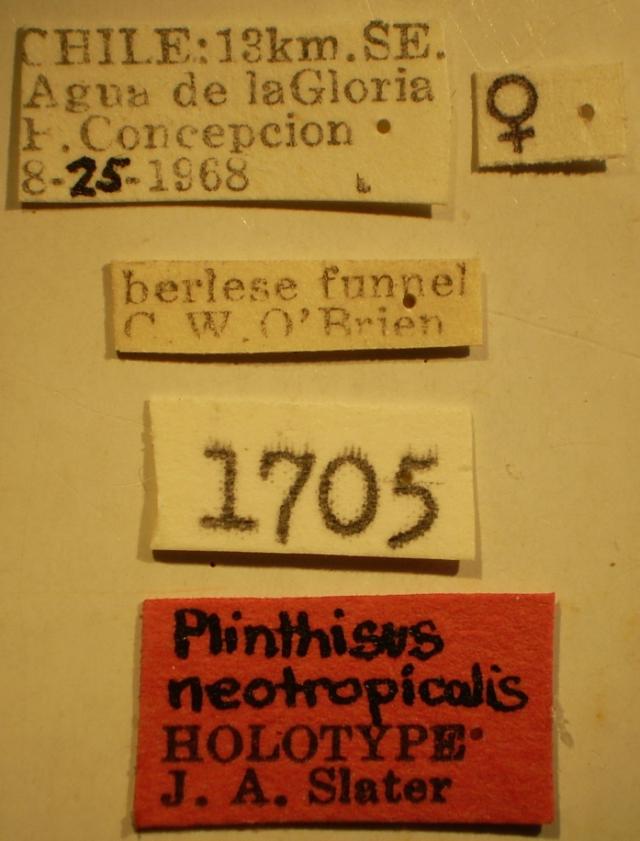 CHILE:13km.SE.
Agua de laGloria
P.Concepcion
8-25-1968
♀
berlese funnel
C. W. O'Brien
1705
Plinthisus
neotropicalis
HOLOTYPE
J. A. Slater